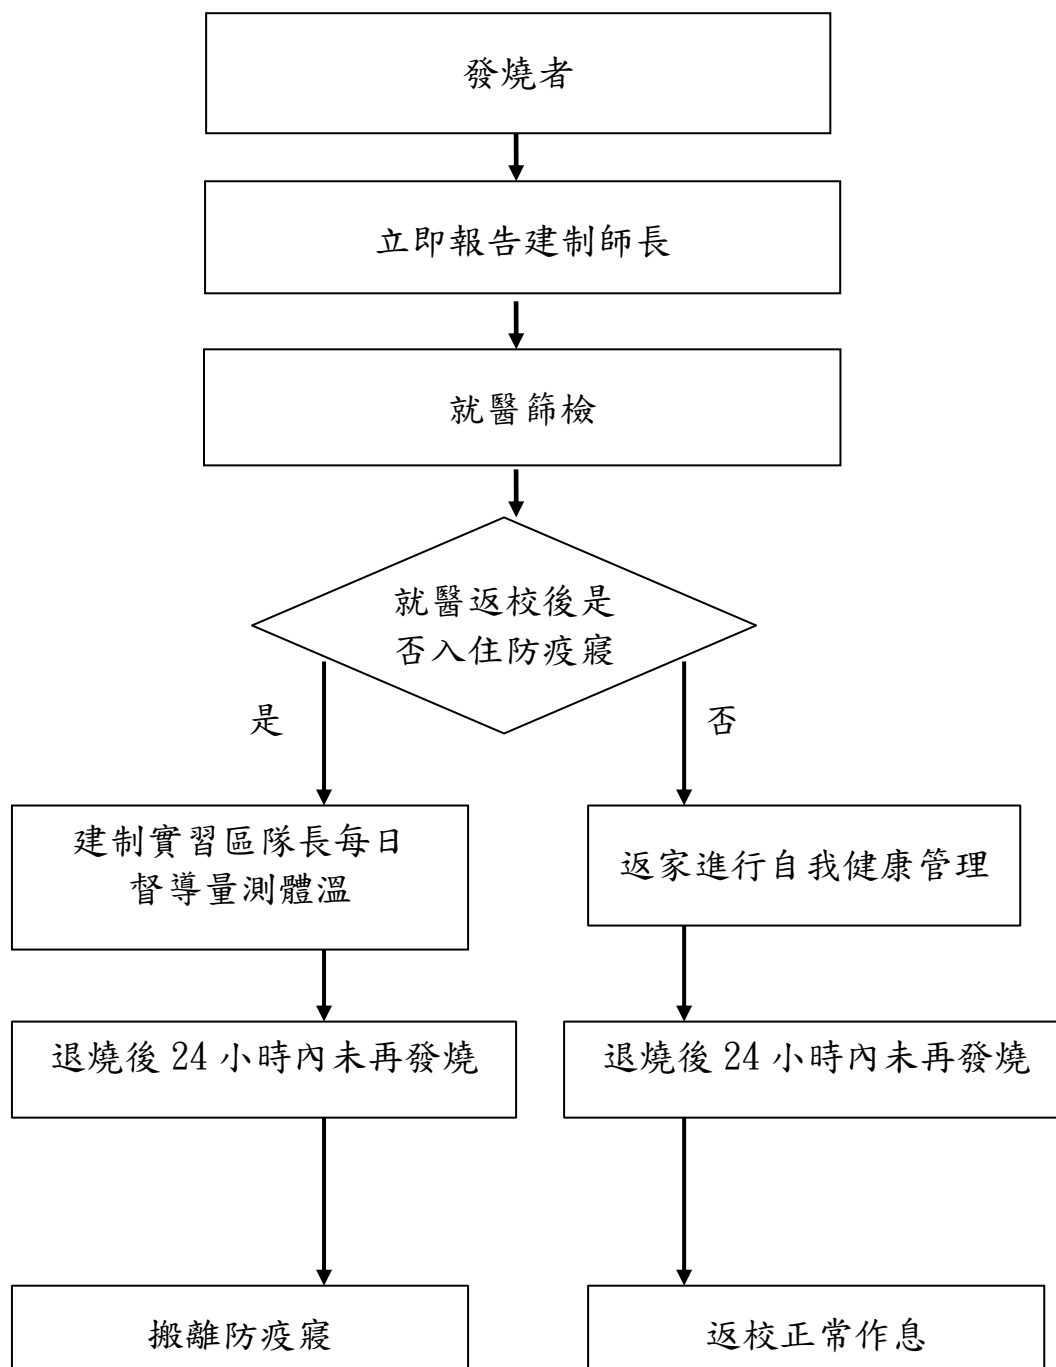 發燒者
立即報告建制師長
就醫篩檢
就醫返校後是
否入住防疫寢
是
否
建制實習區隊長每日
督導量測體溫
返家進行自我健康管理
退燒後 24 小時內未再發燒
退燒後 24 小時內未再發燒
搬離防疫寢
返校正常作息